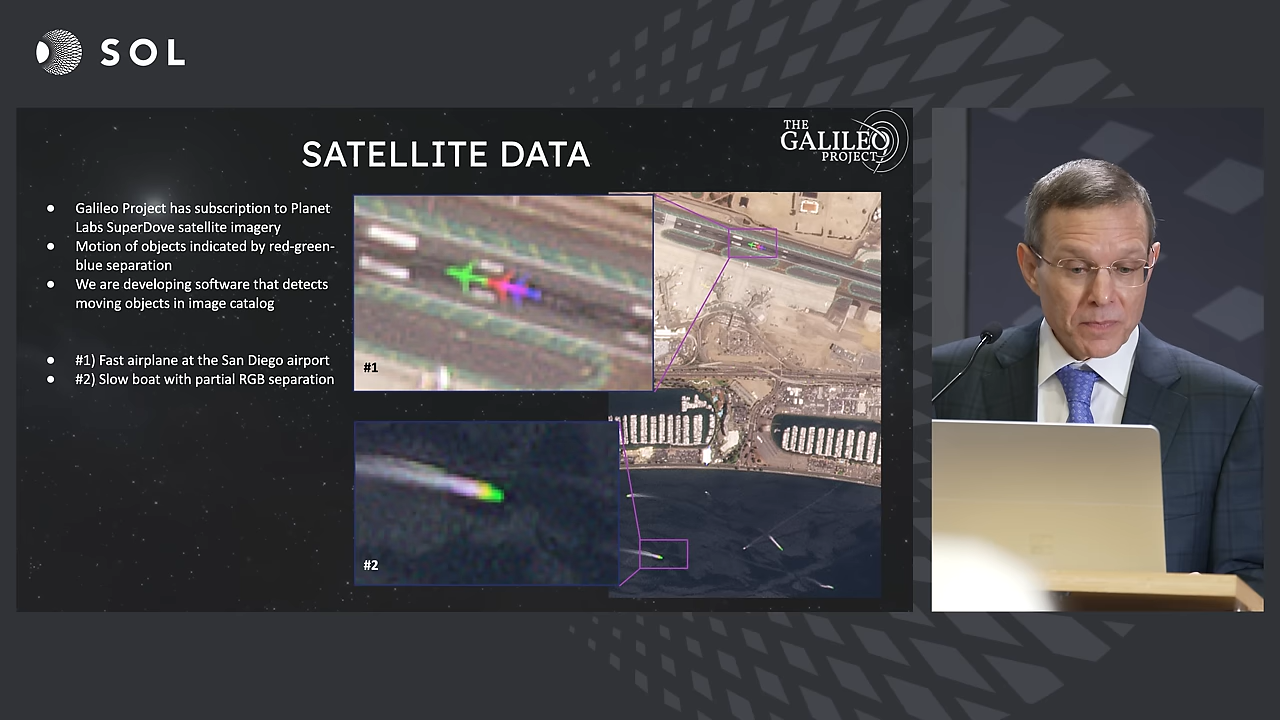 SOL
THE
GALILEO
PROJECT
SATELLITE DATA
Galileo Project has subscription to Planet
Labs SuperDove satellite imagery
Motion of objects indicated by red-green-
blue separation
We are developing software that detects
moving objects in image catalog
#1) Fast airplane at the San Diego airport
#2) Slow boat with partial RGB separation
#1
#2